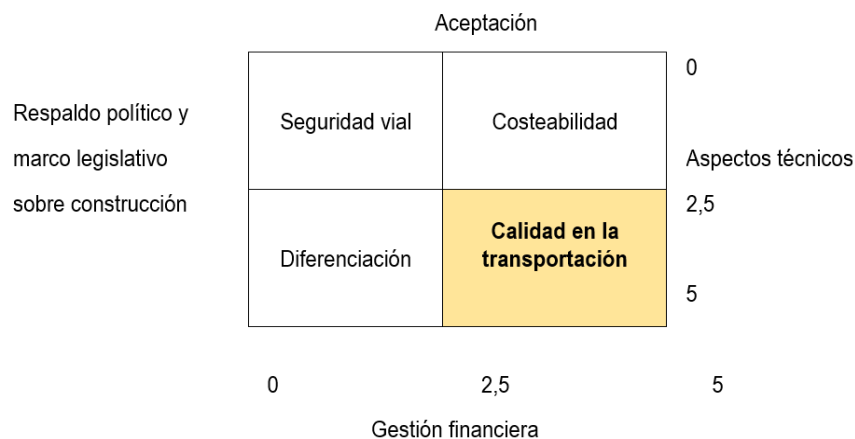 Aceptación
0
Respaldo político y
marco legislativo
sobre construcción
Seguridad vial
Costeabilidad
Aspectos técnicos
2,5
Diferenciación
Calidad en la
transportación
5
0
2,5
5
Gestión financiera